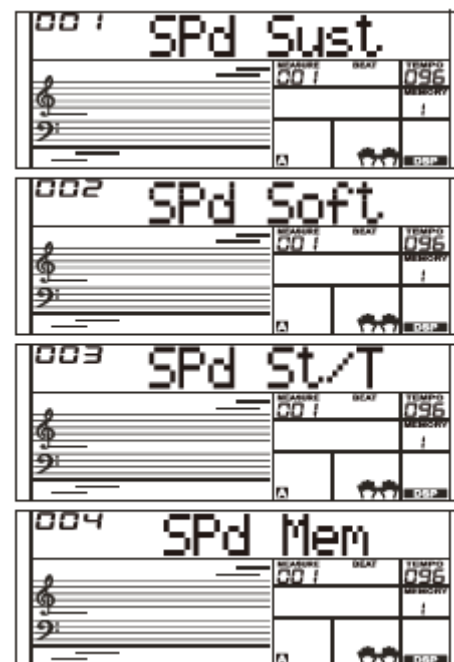 001 SPd Sust
MEASURE BEAT TEMPO
001 096
MEMORY
1
A DSP
002 SPd Soft
MEASURE BEAT TEMPO
001 096
MEMORY
1
A DSP
003 SPd St./T
MEASURE BEAT TEMPO
001 096
MEMORY
1
A DSP
004 SPd Mem
MEASURE BEAT TEMPO
001 096
MEMORY
1
A DSP